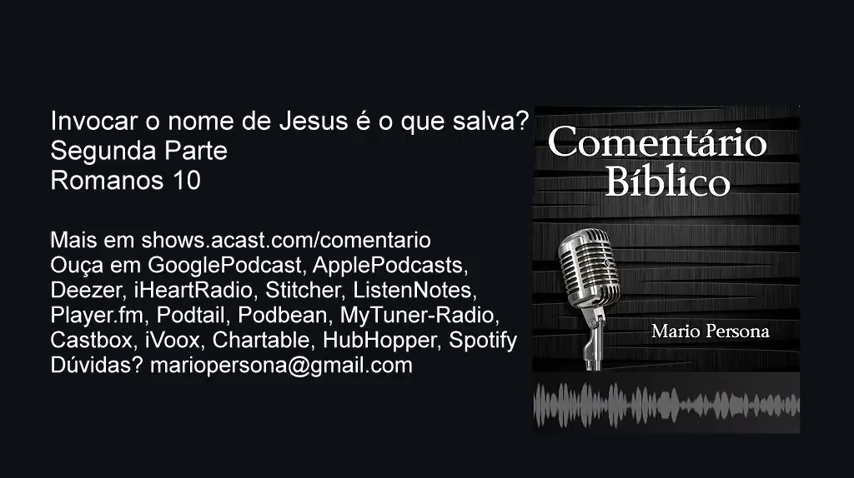 Invocar o nome de Jesus é o que salva?
Segunda Parte
Romanos 10
Mais em shows.acast.com/comentario
Ouça em GooglePodcast, ApplePodcasts,
Deezer, iHeartRadio, Stitcher, ListenNotes,
Player.fm, Podtail, Podbean, MyTuner-Radio,
Castbox, iVoox, Chartable, HubHopper, Spotify
Dúvidas? mariopersona@gmail.com
Comentário
Bíblico
Mario Persona